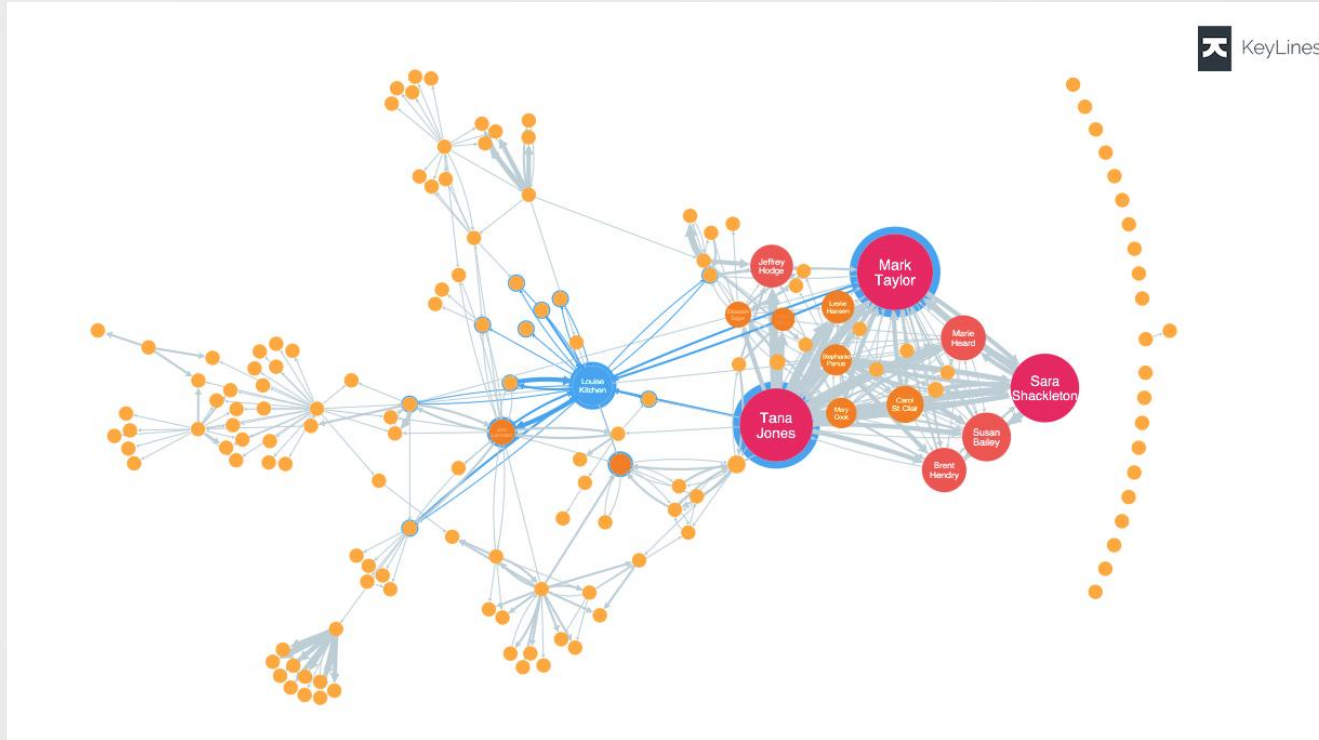 KeyLines
Jeffrey
Hodge
Mark
Taylor
Leslie
Hansen
Marie
Heard
Stephanie
Panus
Louise
Kitchen
Sara
Shackleton
Tana
Jones
Mary
Cook
Carol
St. Clair
Susan
Bailey
Brent
Hendry